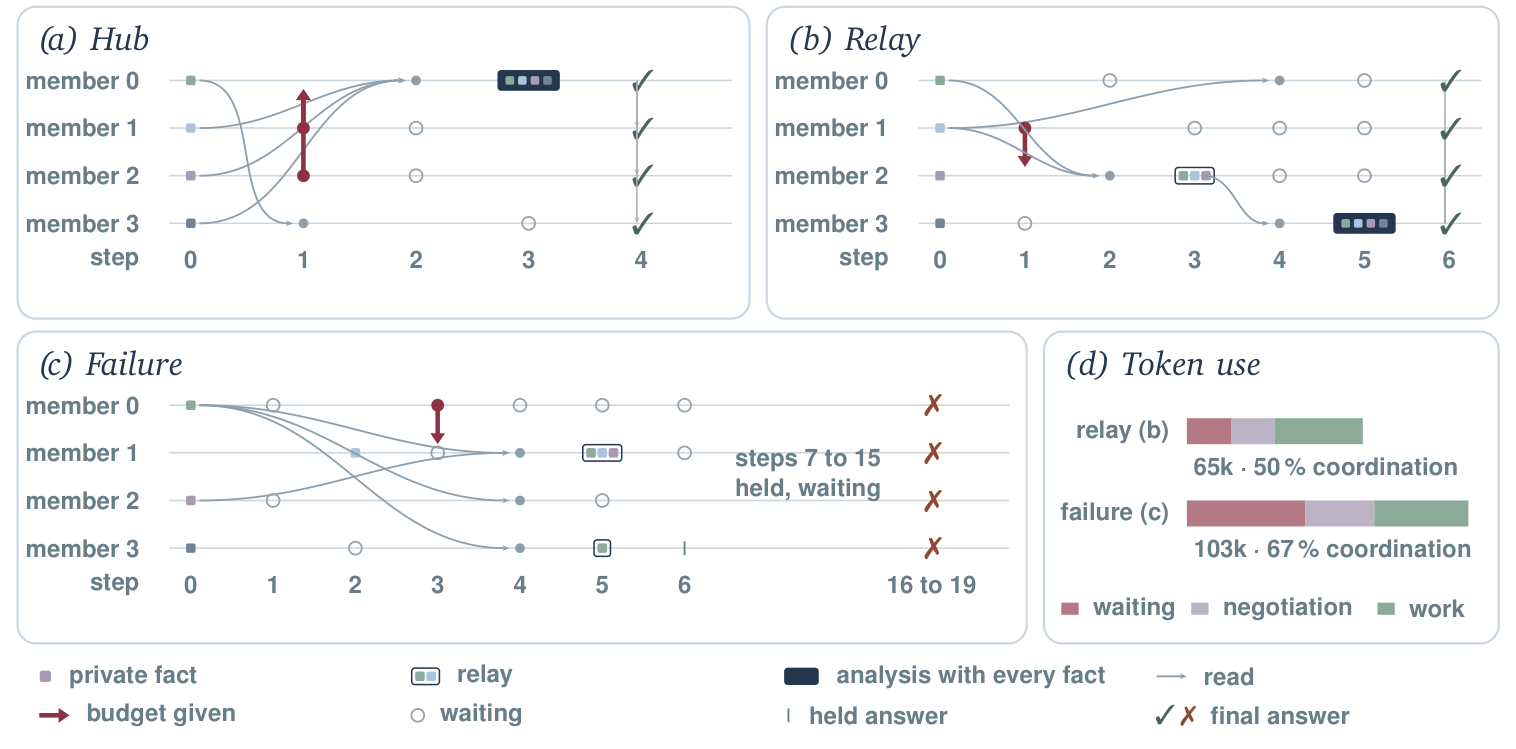 (a) Hub
member 0
member 1
member 2
member 3
step 0 1 2 3 4
(b) Relay
member 0
member 1
member 2
member 3
step 0 1 2 3 4 5 6
(c) Failure
member 0
member 1
member 2
member 3
steps 7 to 15
held, waiting
step 0 1 2 3 4 5 6 16 to 19
(d) Token use
relay (b)
65k · 50 % coordination
failure (c)
103k · 67 % coordination
waiting negotiation work
private fact relay analysis with every fact read
budget given waiting held answer final answer